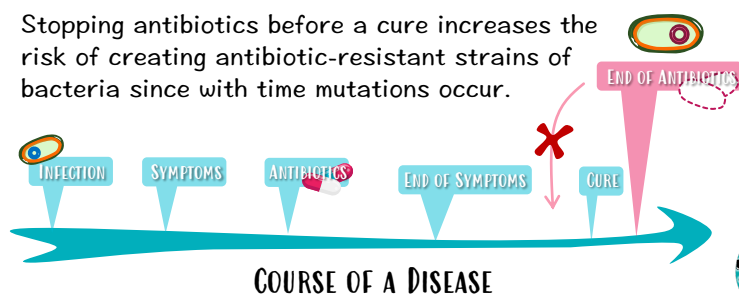 Stopping antibiotics before a cure increases the
risk of creating antibiotic-resistant strains of
bacteria since with time mutations occur.
End of Antibiotics
Infection
Symptoms
Antibiotics
End of Symptoms
Cure
Course of a Disease